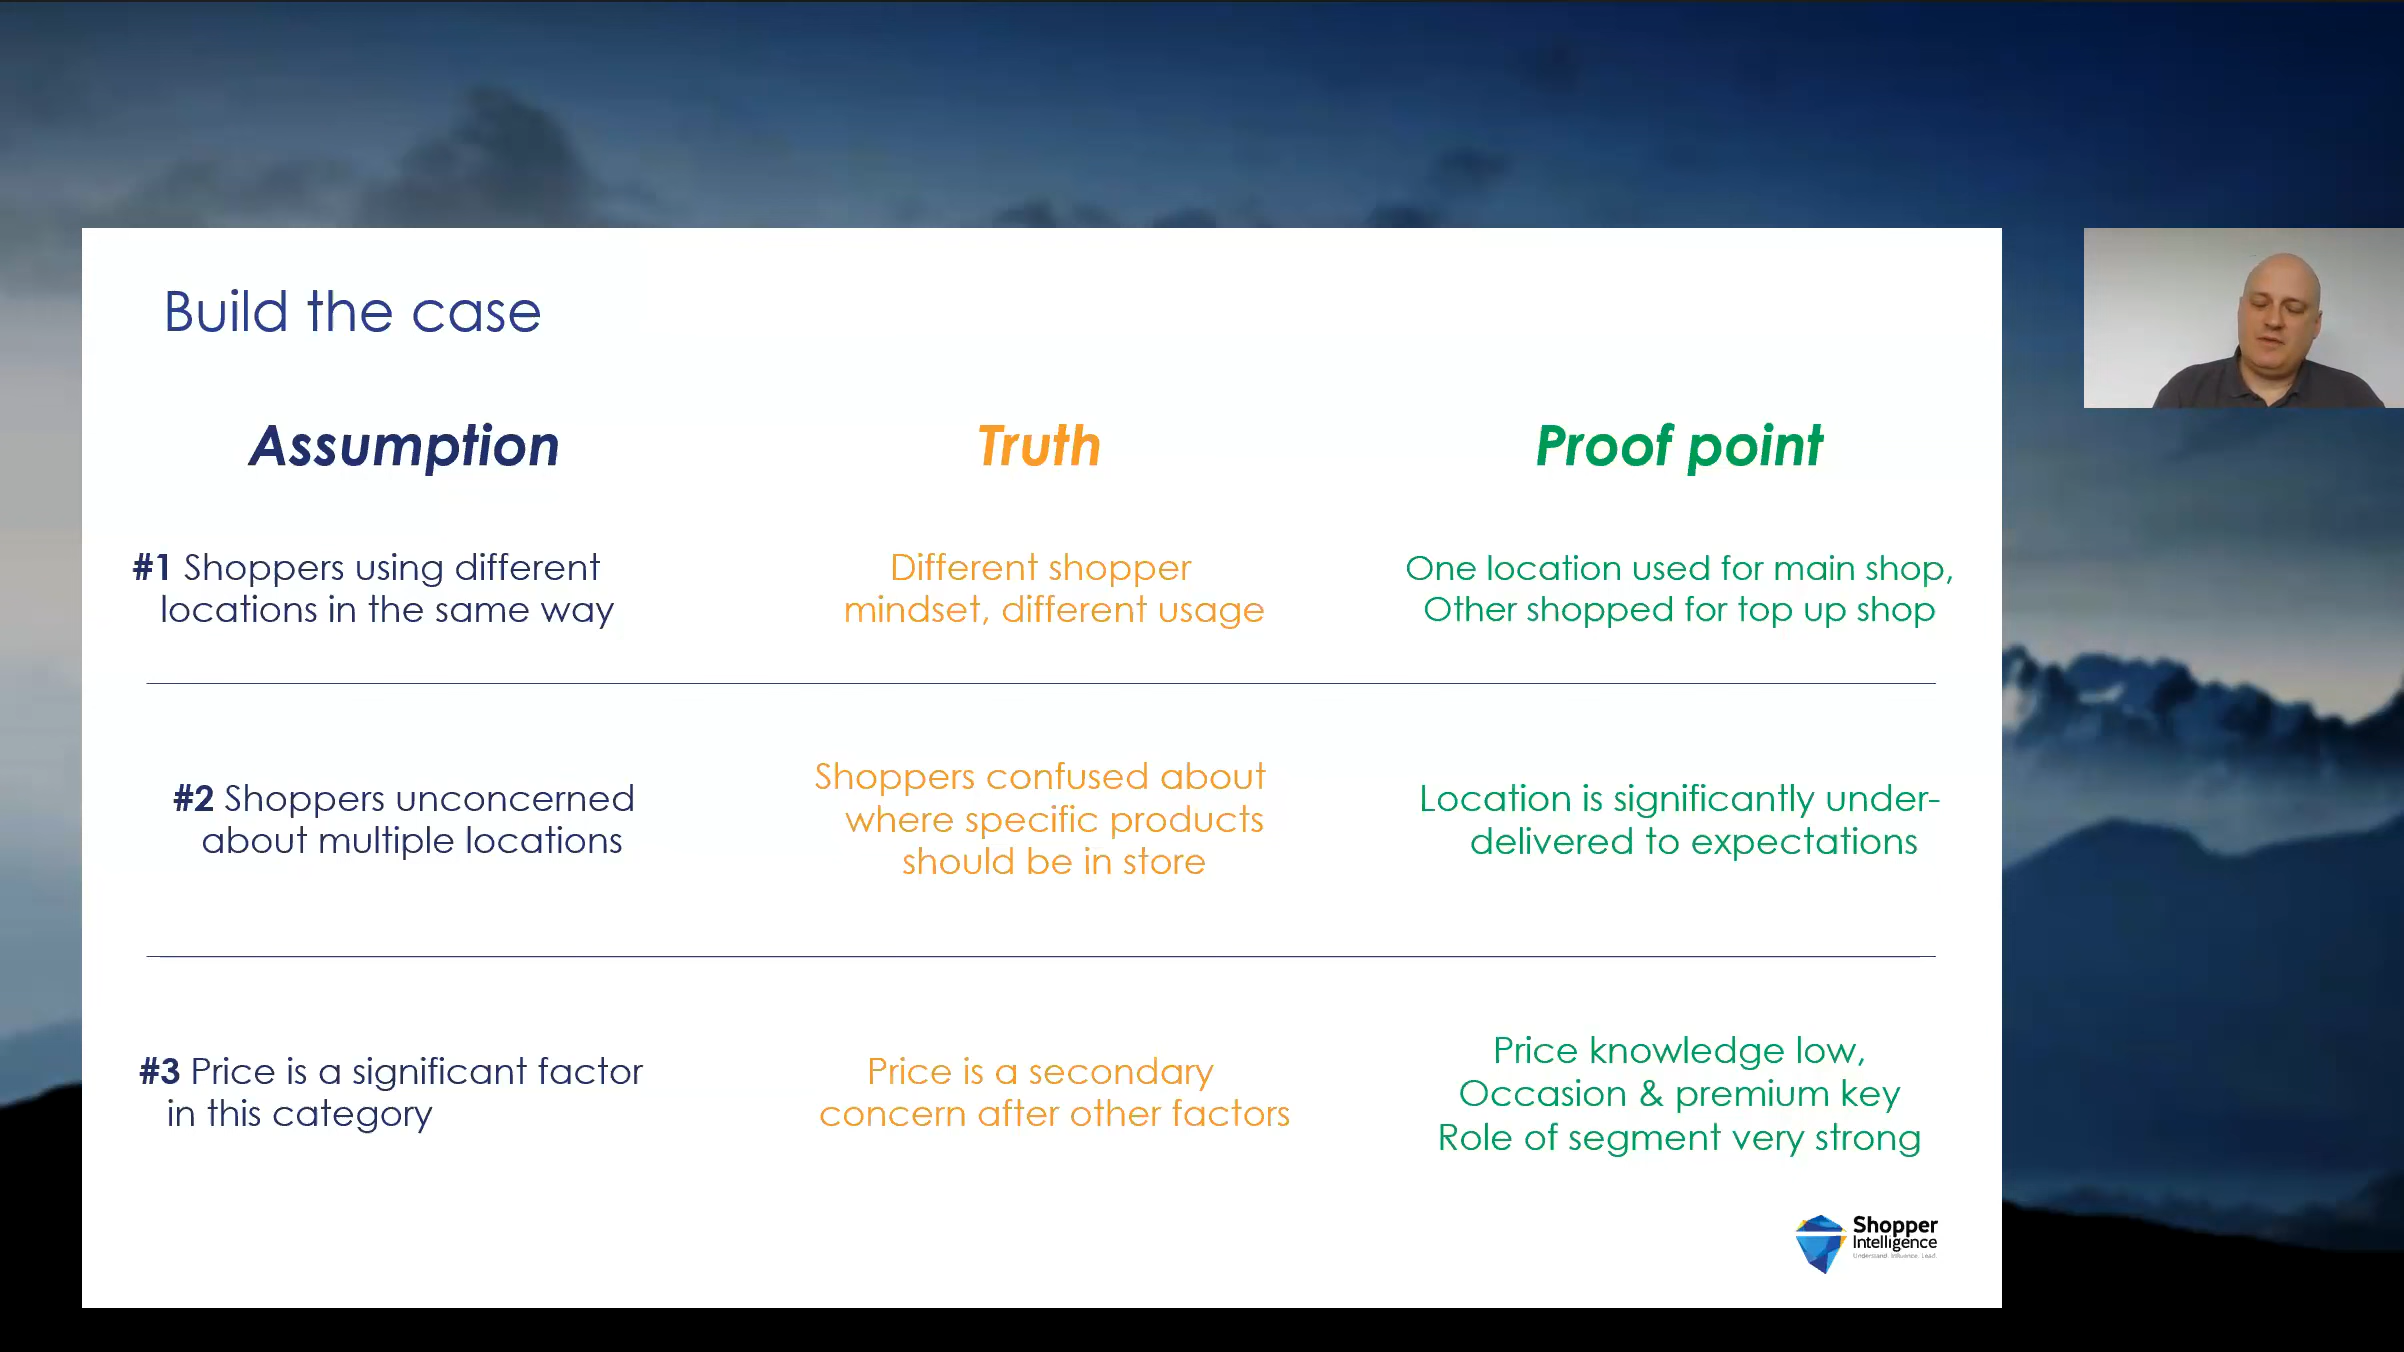 Build the case
Assumption
Truth
Proof point
#1 Shoppers using different
locations in the same way
Different shopper
mindset, different usage
One location used for main shop,
Other shopped for top up shop
#2 Shoppers unconcerned
about multiple locations
Shoppers confused about
where specific products
should be in store
Location is significantly under-
delivered to expectations
#3 Price is a significant factor
in this category
Price is a secondary
concern after other factors
Price knowledge low,
Occasion & premium key
Role of segment very strong
Shopper
Intelligence
Understand. Influence. Lead.